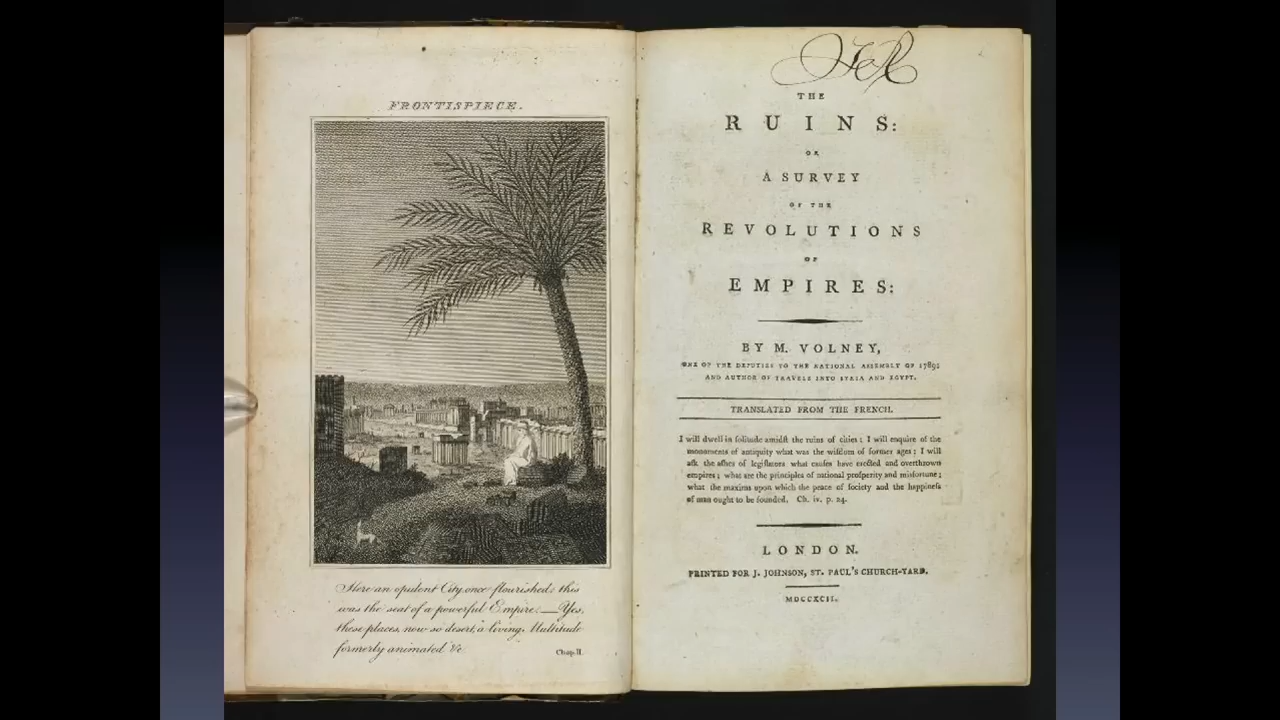 FRONTISPIECE.
Here an opulent City once flourished: this
was the seat of a powerful Empire.—Yes,
these places, now so desert, a living Multitude
formerly animated &c
Chap.II.
THE
RUINS:
OR
A SURVEY
OF THE
REVOLUTIONS
OF
EMPIRES:
BY M. VOLNEY,
ONE OF THE DEPUTIES TO THE NATIONAL ASSEMBLY OF 1789;
AND AUTHOR OF TRAVELS INTO SYRIA AND EGYPT.
TRANSLATED FROM THE FRENCH.
I will dwell in ſolitude amidſt the ruins of cities; I will enquire of the
monuments of antiquity what was the wiſdom of former ages; I will
aſk the aſhes of legiſlators what cauſes have erected and overthrown
empires; what are the principles of national proſperity and misfortune;
what the maxims upon which the peace of ſociety and the happineſs
of man ought to be founded. Ch. iv. p. 24.
LONDON.
PRINTED FOR J. JOHNSON, ST. PAUL'S CHURCH-YARD.
MDCCXCII.